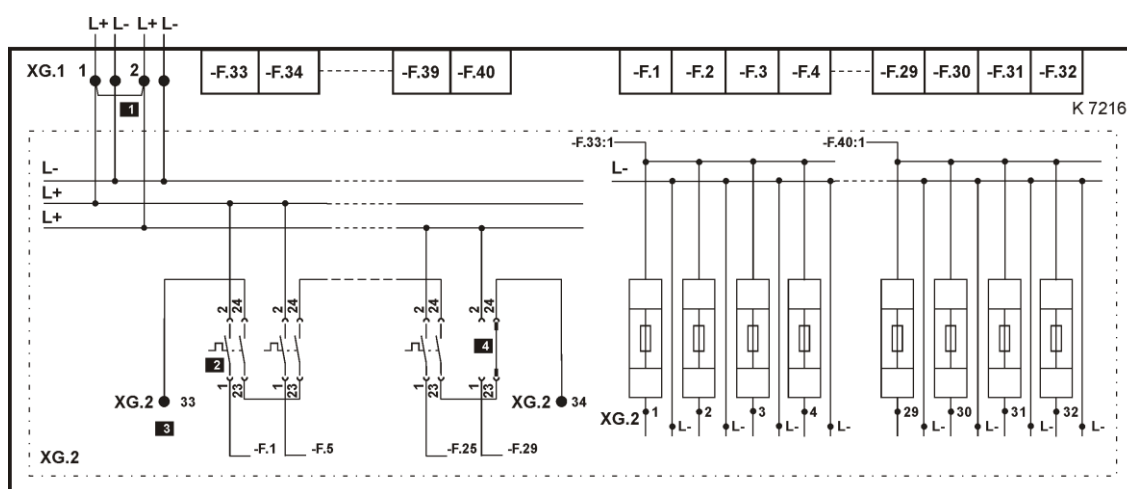 L+ L- L+ L-
XG.1 1 2 -F.33 -F.34 -F.39 -F.40 -F.1 -F.2 -F.3 -F.4 -F.29 -F.30 -F.31 -F.32
1
K 7216
-F.33:1 -F.40:1
L- L-
L+
L+
2 24 2 24 2 24 2 24
2 4
1 23 1 23 1 23 1 23
XG.2 33 XG.2 34 XG.2 1 2 3 4 29 30 31 32
3 L- L- L- L- L- L- L- L-
-F.1 -F.5 -F.25 -F.29
XG.2